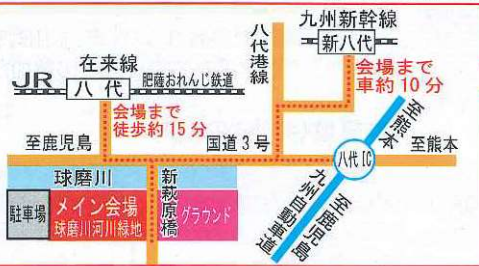 九州新幹線
新八代
会場まで
車約10分
八代港線
在来線
JR
八代
肥薩おれんじ鉄道
会場まで
徒歩約15分
至鹿児島
国道3号
八代IC
至熊本
至熊本
球磨川
新萩原橋
駐車場
メイン会場
球磨川河川緑地
グラウンド
至鹿児島
九州自動車道